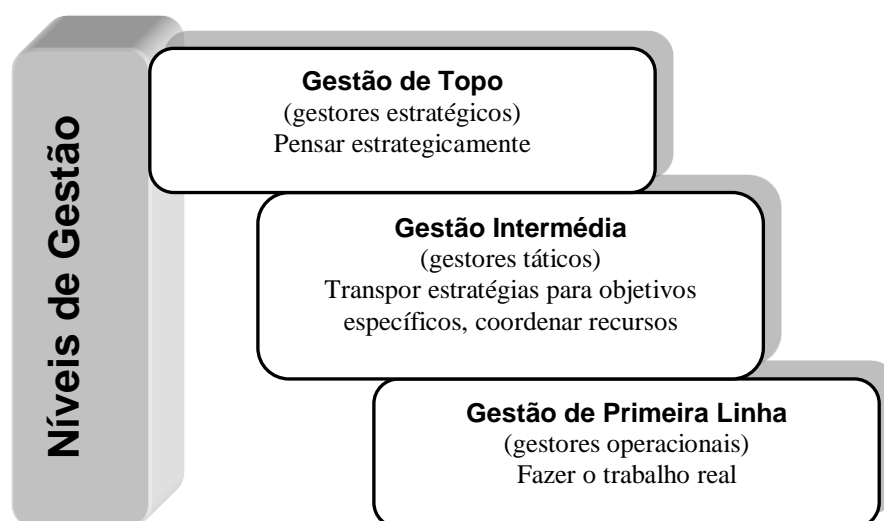 Níveis de Gestão
Gestão de Topo
(gestores estratégicos)
Pensar estrategicamente
Gestão Intermédia
(gestores táticos)
Transpor estratégias para objetivos
específicos, coordenar recursos
Gestão de Primeira Linha
(gestores operacionais)
Fazer o trabalho real